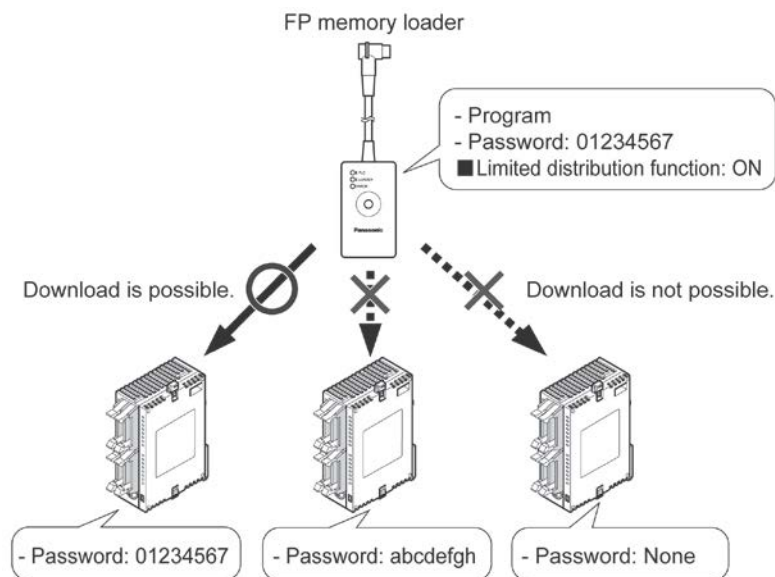 FP memory loader
- Program
- Password: 01234567
■ Limited distribution function: ON
Panasonic
Download is possible.
Download is not possible.
- Password: 01234567
- Password: abcdefgh
- Password: None